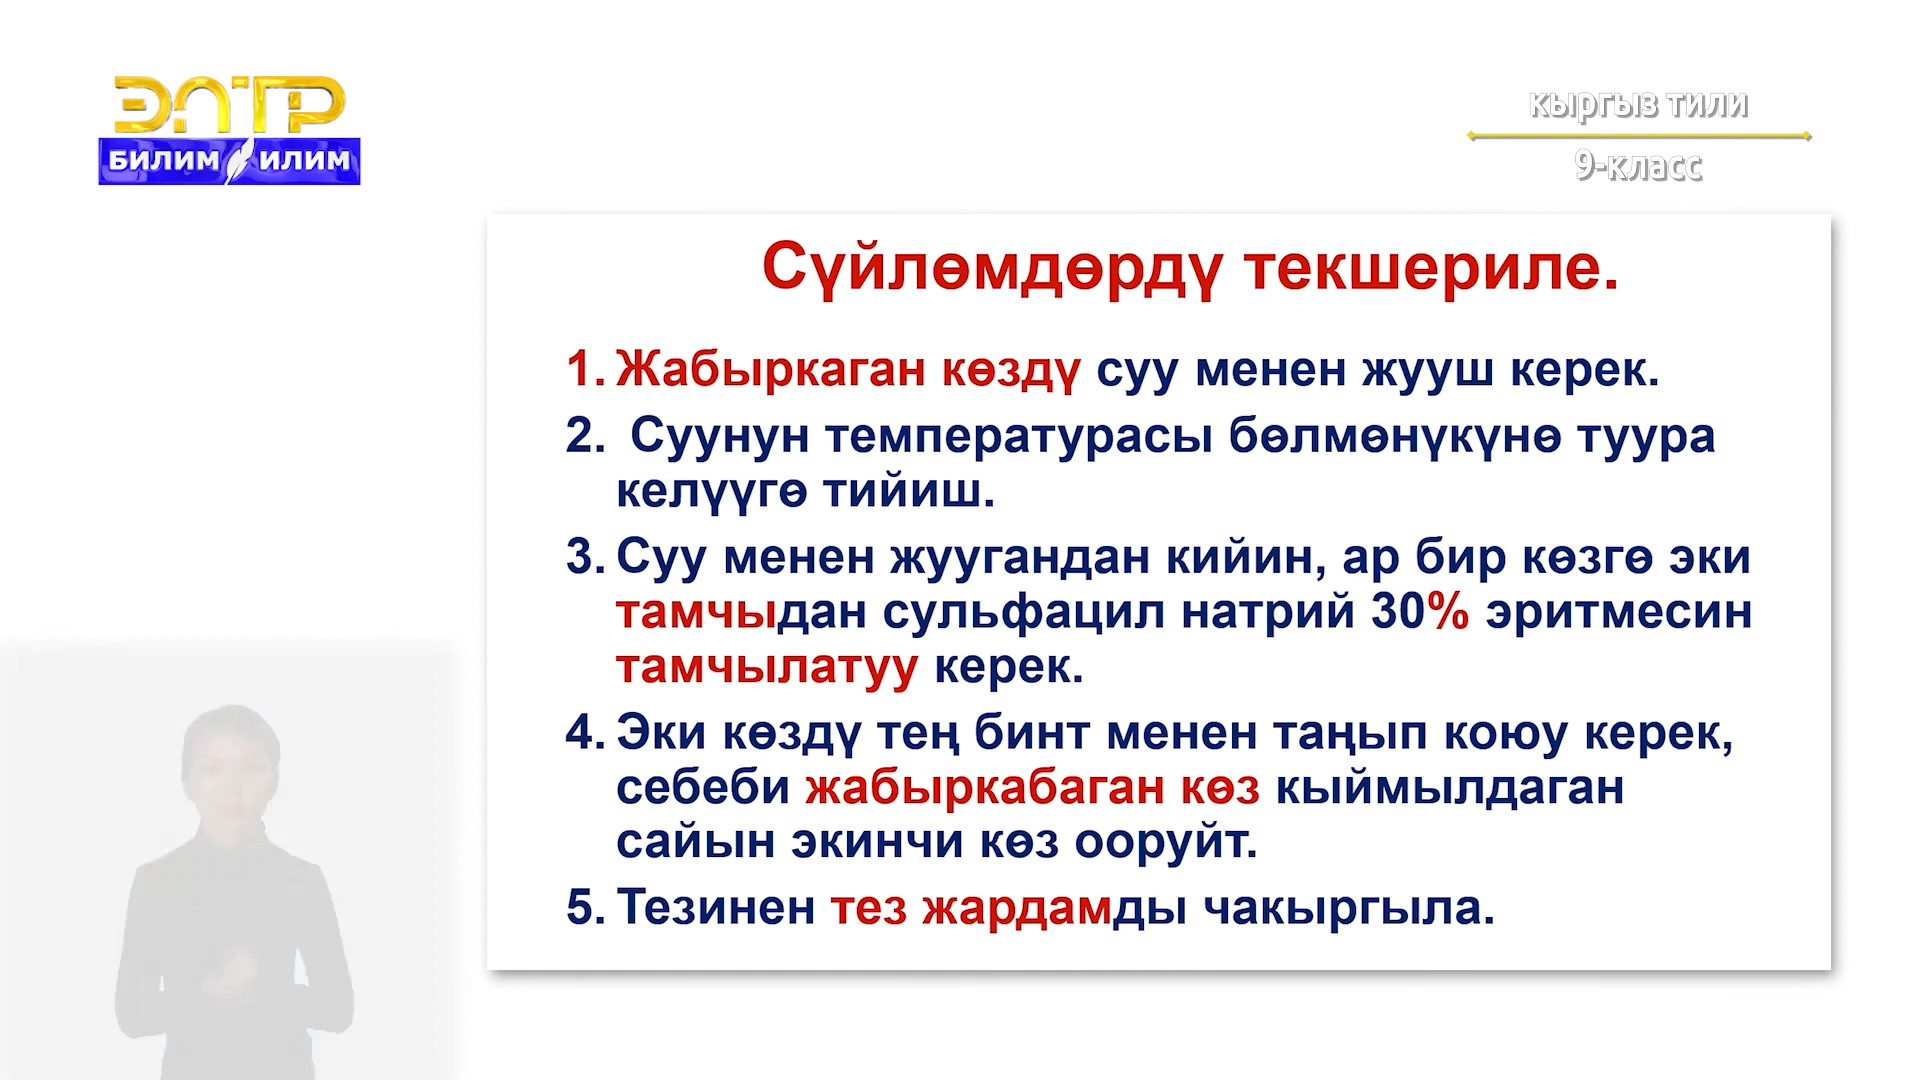 ЭЛТР
БИЛИМ ИЛИМ
кыргыз тили
9-класс
Сүйлөмдөрдү текшериле.
1. Жабыркаган көздү суу менен жууш керек.
2. Суунун температурасы бөлмөнүкүнө туура
келүүгө тийиш.
3. Суу менен жуугандан кийин, ар бир көзгө эки
тамчыдан сульфацил натрий 30% эритмесин
тамчылатуу керек.
4. Эки көздү тең бинт менен таңып коюу керек,
себеби жабыркабаган көз кыймылдаган
сайын экинчи көз ооруйт.
5. Тезинен тез жардамды чакыргыла.